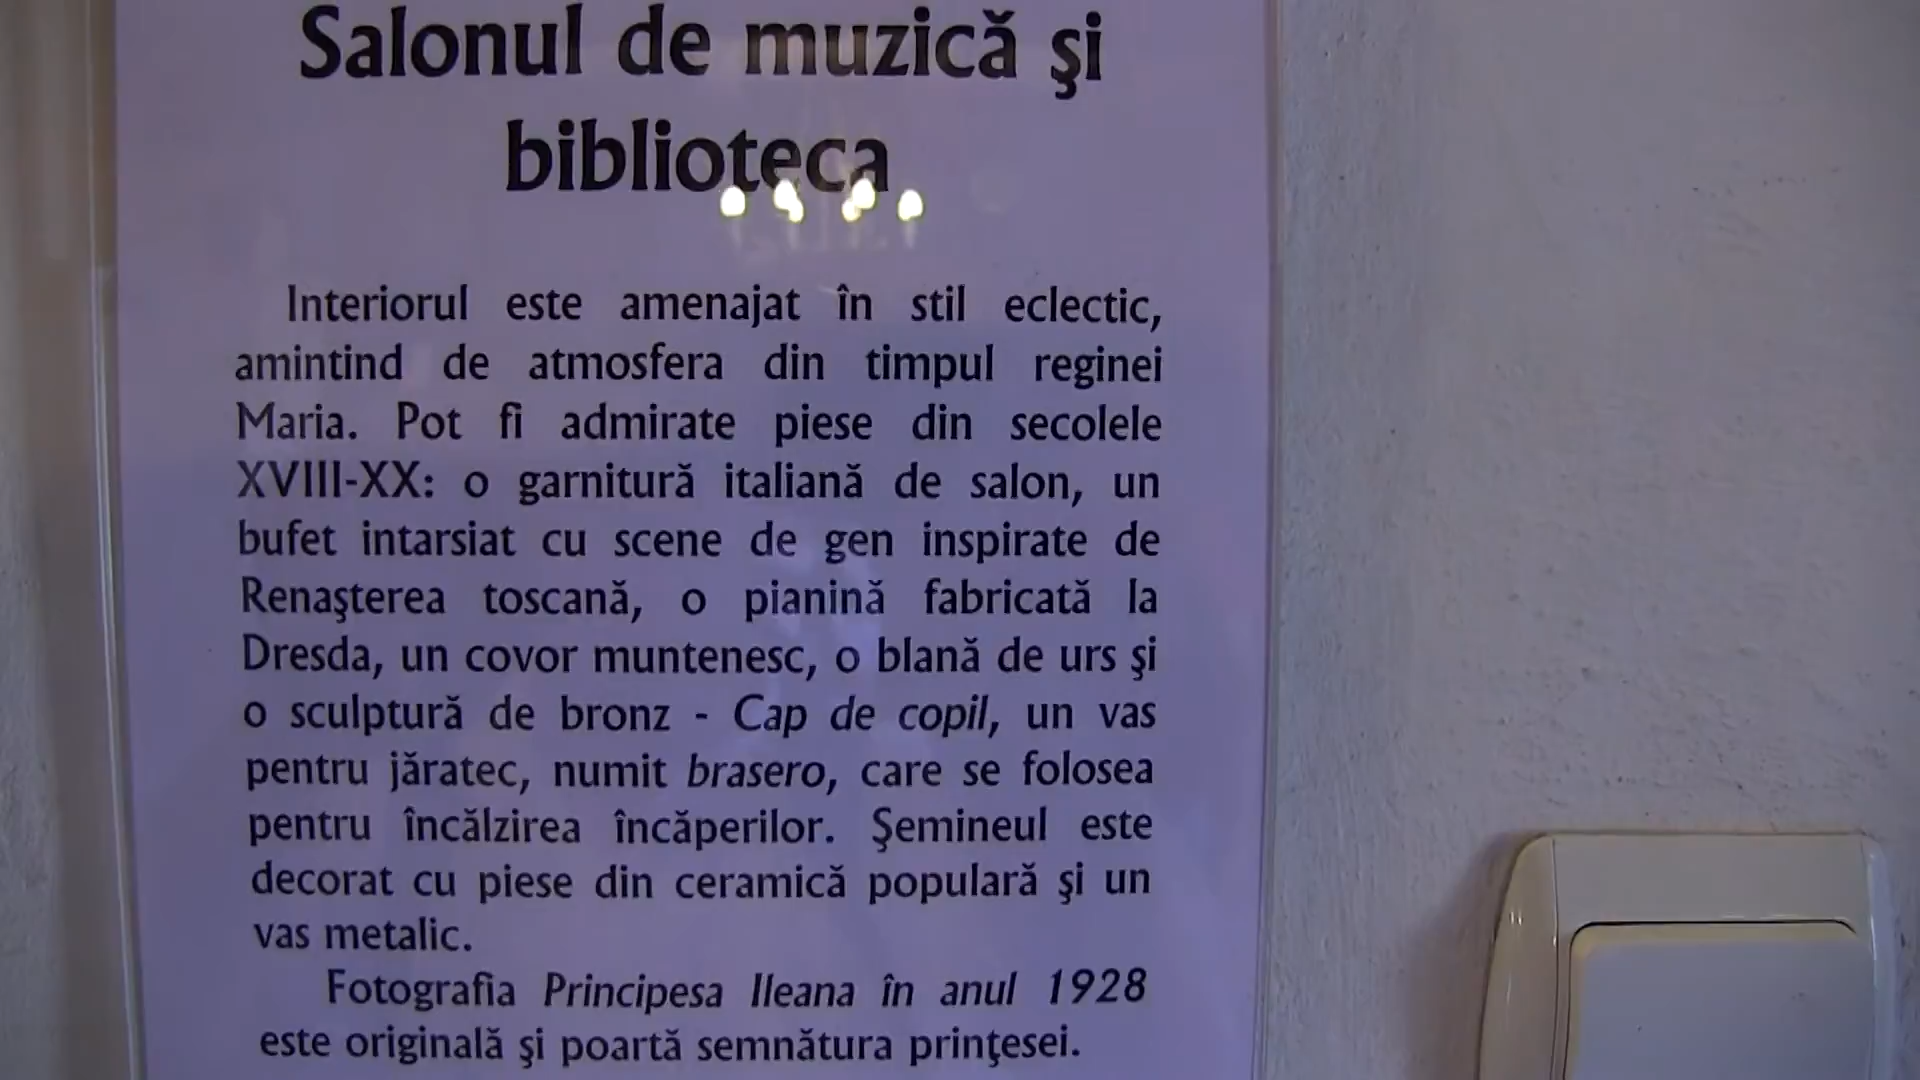 Salonul de muzică şi
biblioteca
Interiorul este amenajat în stil eclectic,
amintind de atmosfera din timpul reginei
Maria. Pot fi admirate piese din secolele
XVIII-XX: o garnitură italiană de salon, un
bufet intarsiat cu scene de gen inspirate de
Renaşterea toscană, o pianină fabricată la
Dresda, un covor muntenesc, o blană de urs şi
o sculptură de bronz - Cap de copil, un vas
pentru jăratec, numit brasero, care se folosea
pentru încălzirea încăperilor. Şemineul este
decorat cu piese din ceramică populară şi un
vas metalic.
Fotografia Principesa Ileana în anul 1928
este originală şi poartă semnătura prinţesei.